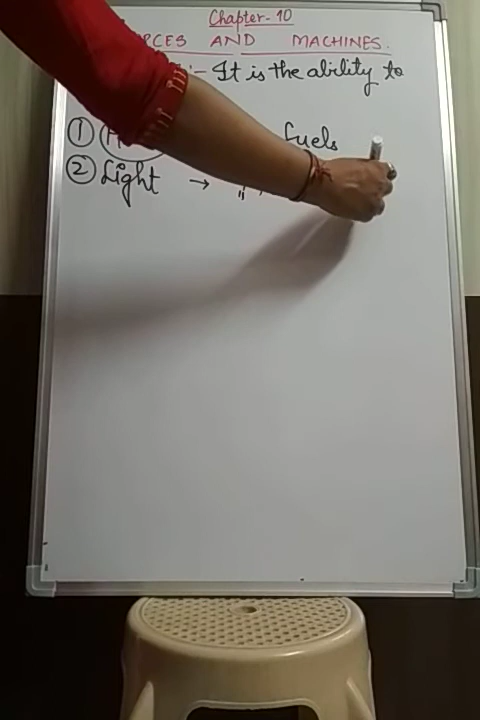 Chapter-10
RCES AND MACHINES.
:- It is the ability to
① fuels
② Light →